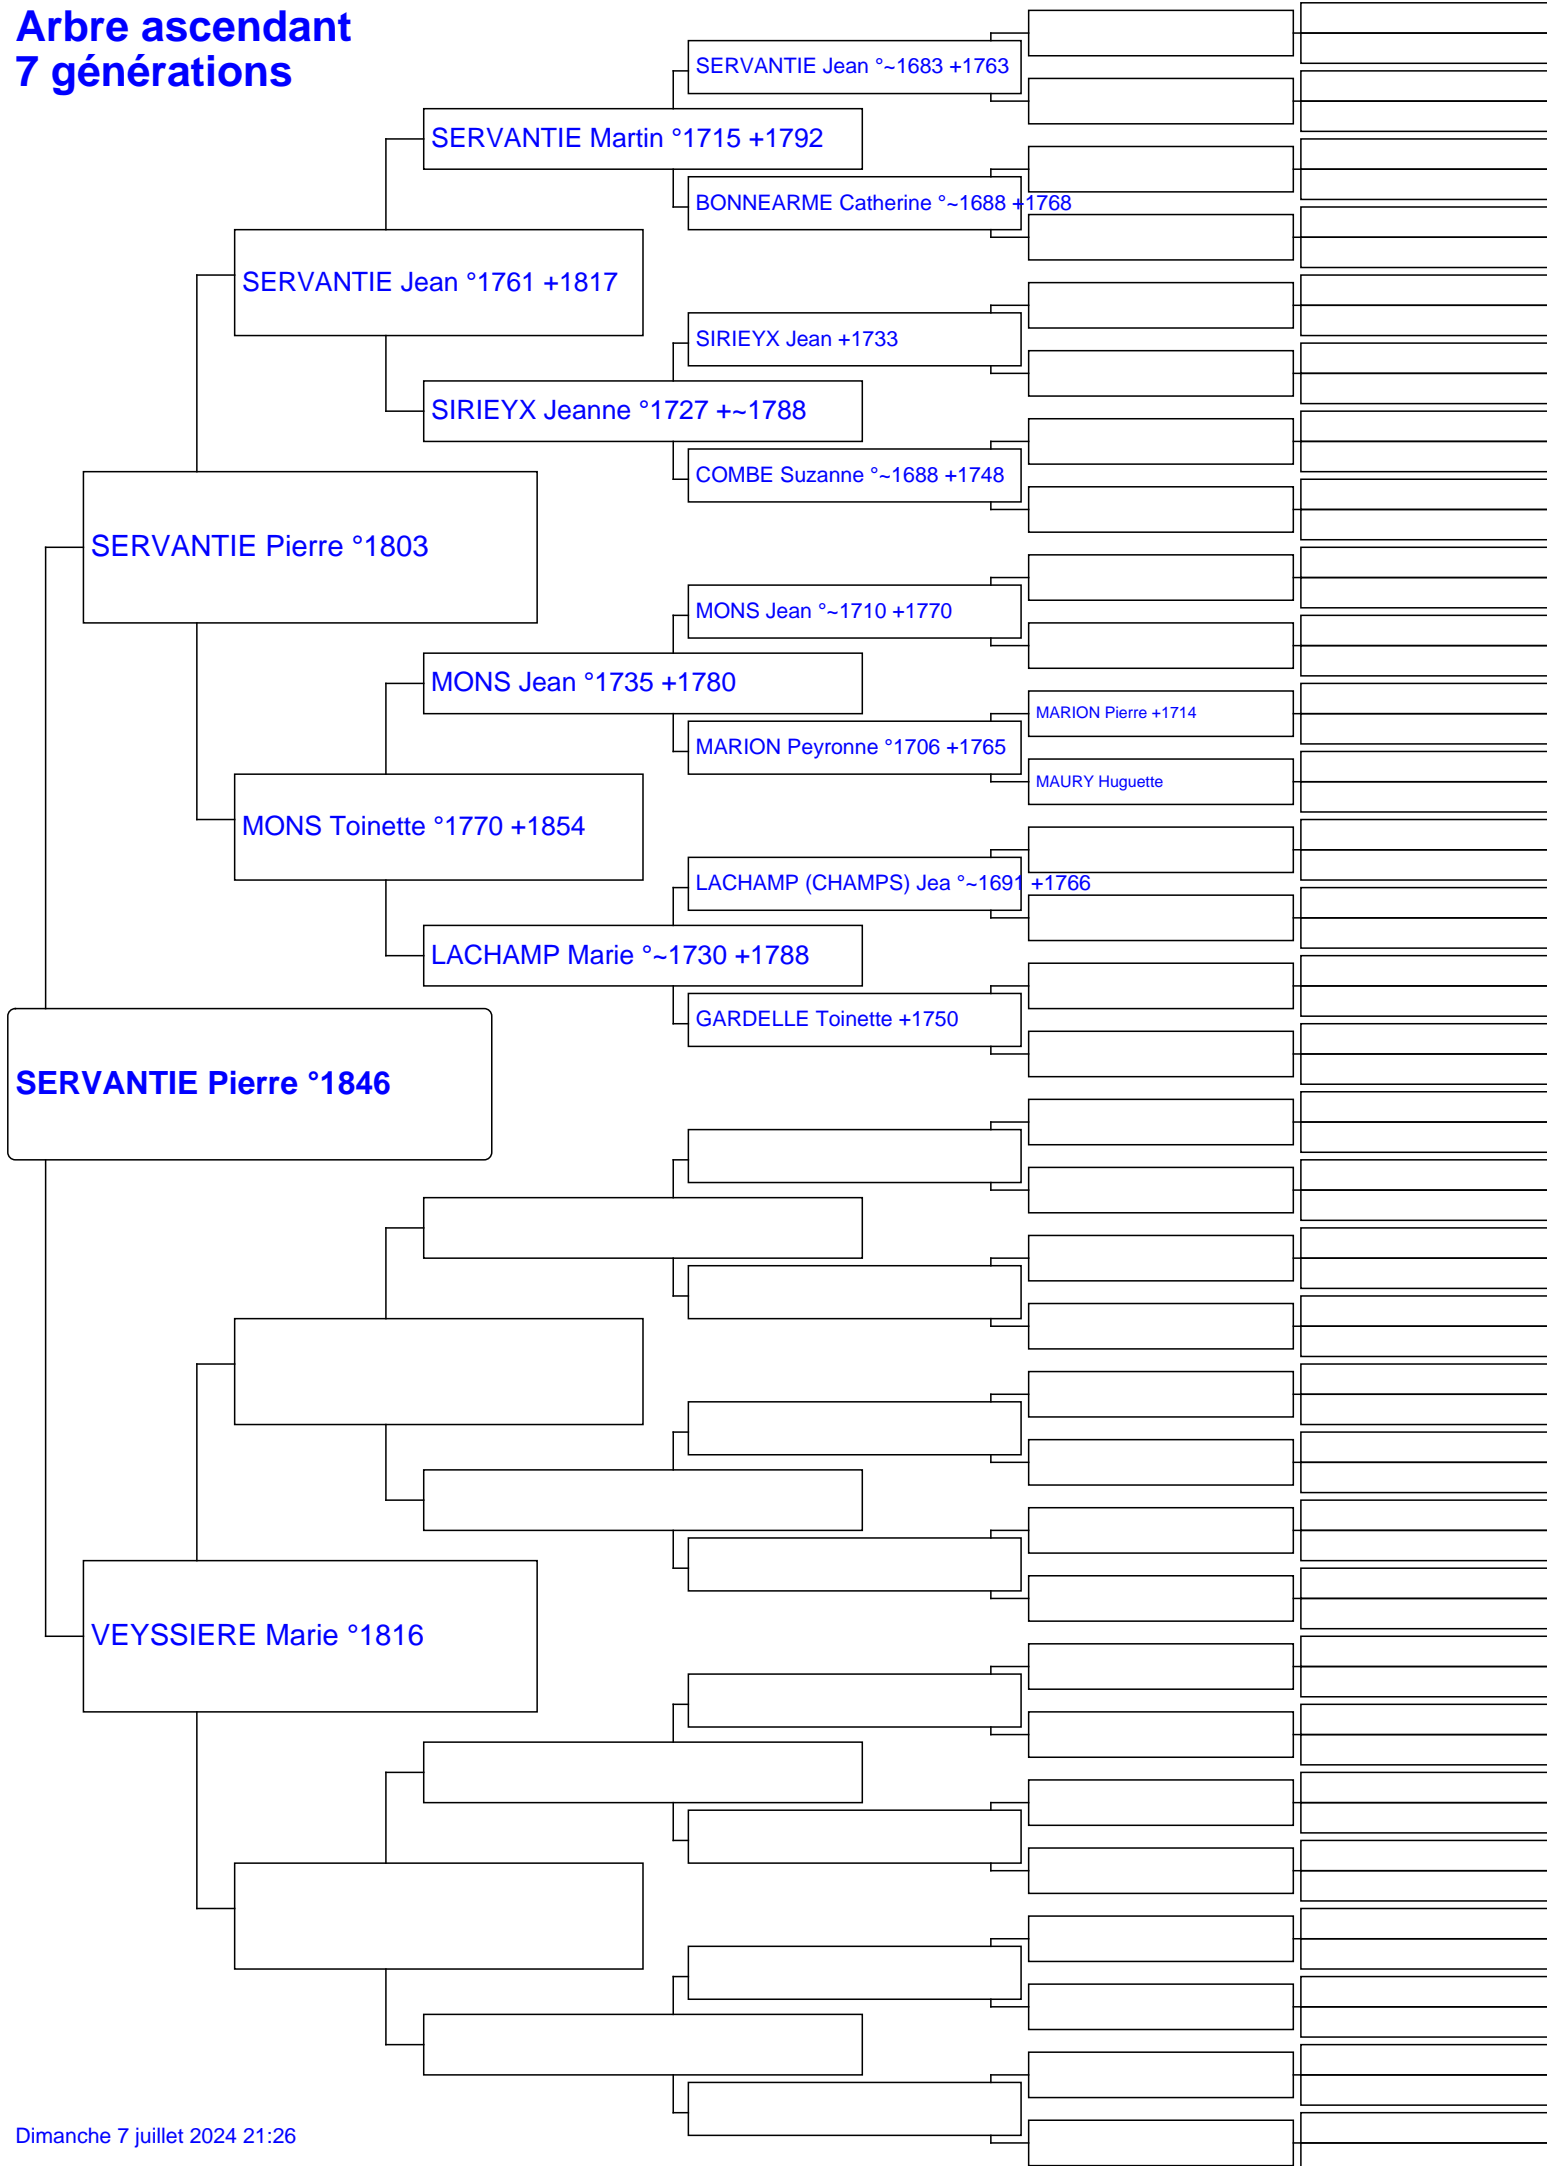 Arbre ascendant
7 générations
SERVANTIE Jean °~1683 +1763
SERVANTIE Martin °1715 +1792
BONNEARME Catherine °~1688 +1768
SERVANTIE Jean °1761 +1817
SIRIEYX Jean +1733
SIRIEYX Jeanne °1727 +~1788
COMBE Suzanne °~1688 +1748
SERVANTIE Pierre °1803
MONS Jean °~1710 +1770
MONS Jean °1735 +1780
MARION Pierre +1714
MARION Peyronne °1706 +1765
MAURY Huguette
MONS Toinette °1770 +1854
LACHAMP (CHAMPS) Jea °~1691 +1766
LACHAMP Marie °~1730 +1788
GARDELLE Toinette +1750
SERVANTIE Pierre °1846
VEYSSIERE Marie °1816
Dimanche 7 juillet 2024 21:26